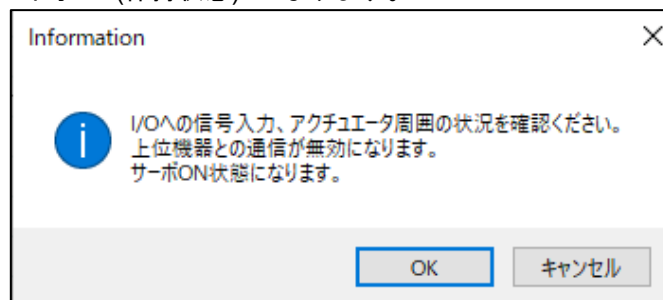 Information
I/Oへの信号入力、アクチュエータ周囲の状況を確認ください。
上位機器との通信が無効になります。
サーボON状態になります。
OK
キャンセル